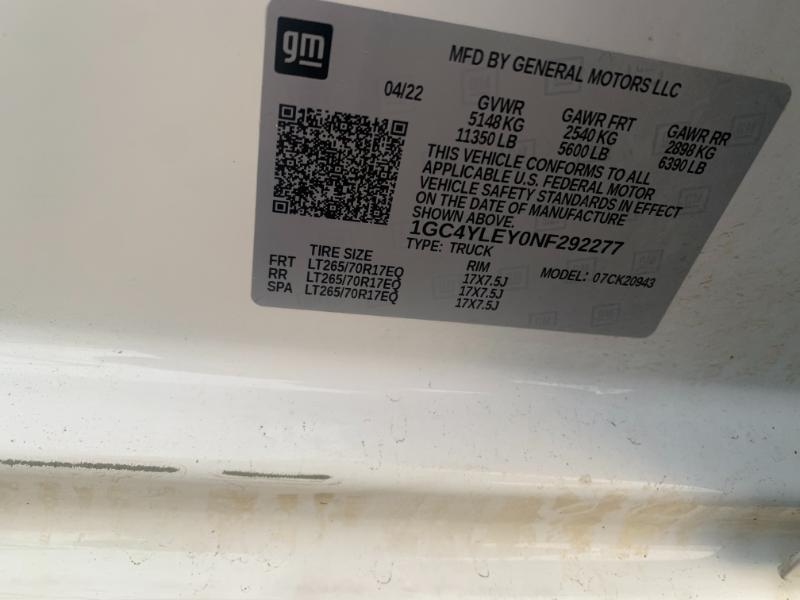 gm
MFD BY GENERAL MOTORS LLC
04/22
GVWR
5148 KG
11350 LB
GAWR FRT
2540 KG
5600 LB
GAWR RR
2898 KG
6390 LB
THIS VEHICLE CONFORMS TO ALL
APPLICABLE U.S. FEDERAL MOTOR
VEHICLE SAFETY STANDARDS IN EFFECT
ON THE DATE OF MANUFACTURE
SHOWN ABOVE.
1GC4YLEY0NF292277
TYPE: TRUCK
MODEL: 07CK20943
TIRE SIZE RIM
FRT LT265/70R17EQ 17X7.5J
RR LT265/70R17EQ 17X7.5J
SPA LT265/70R17EQ 17X7.5J